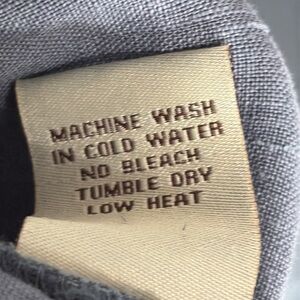 MACHINE WASH
IN COLD WATER
NO BLEACH
TUMBLE DRY
LOW HEAT